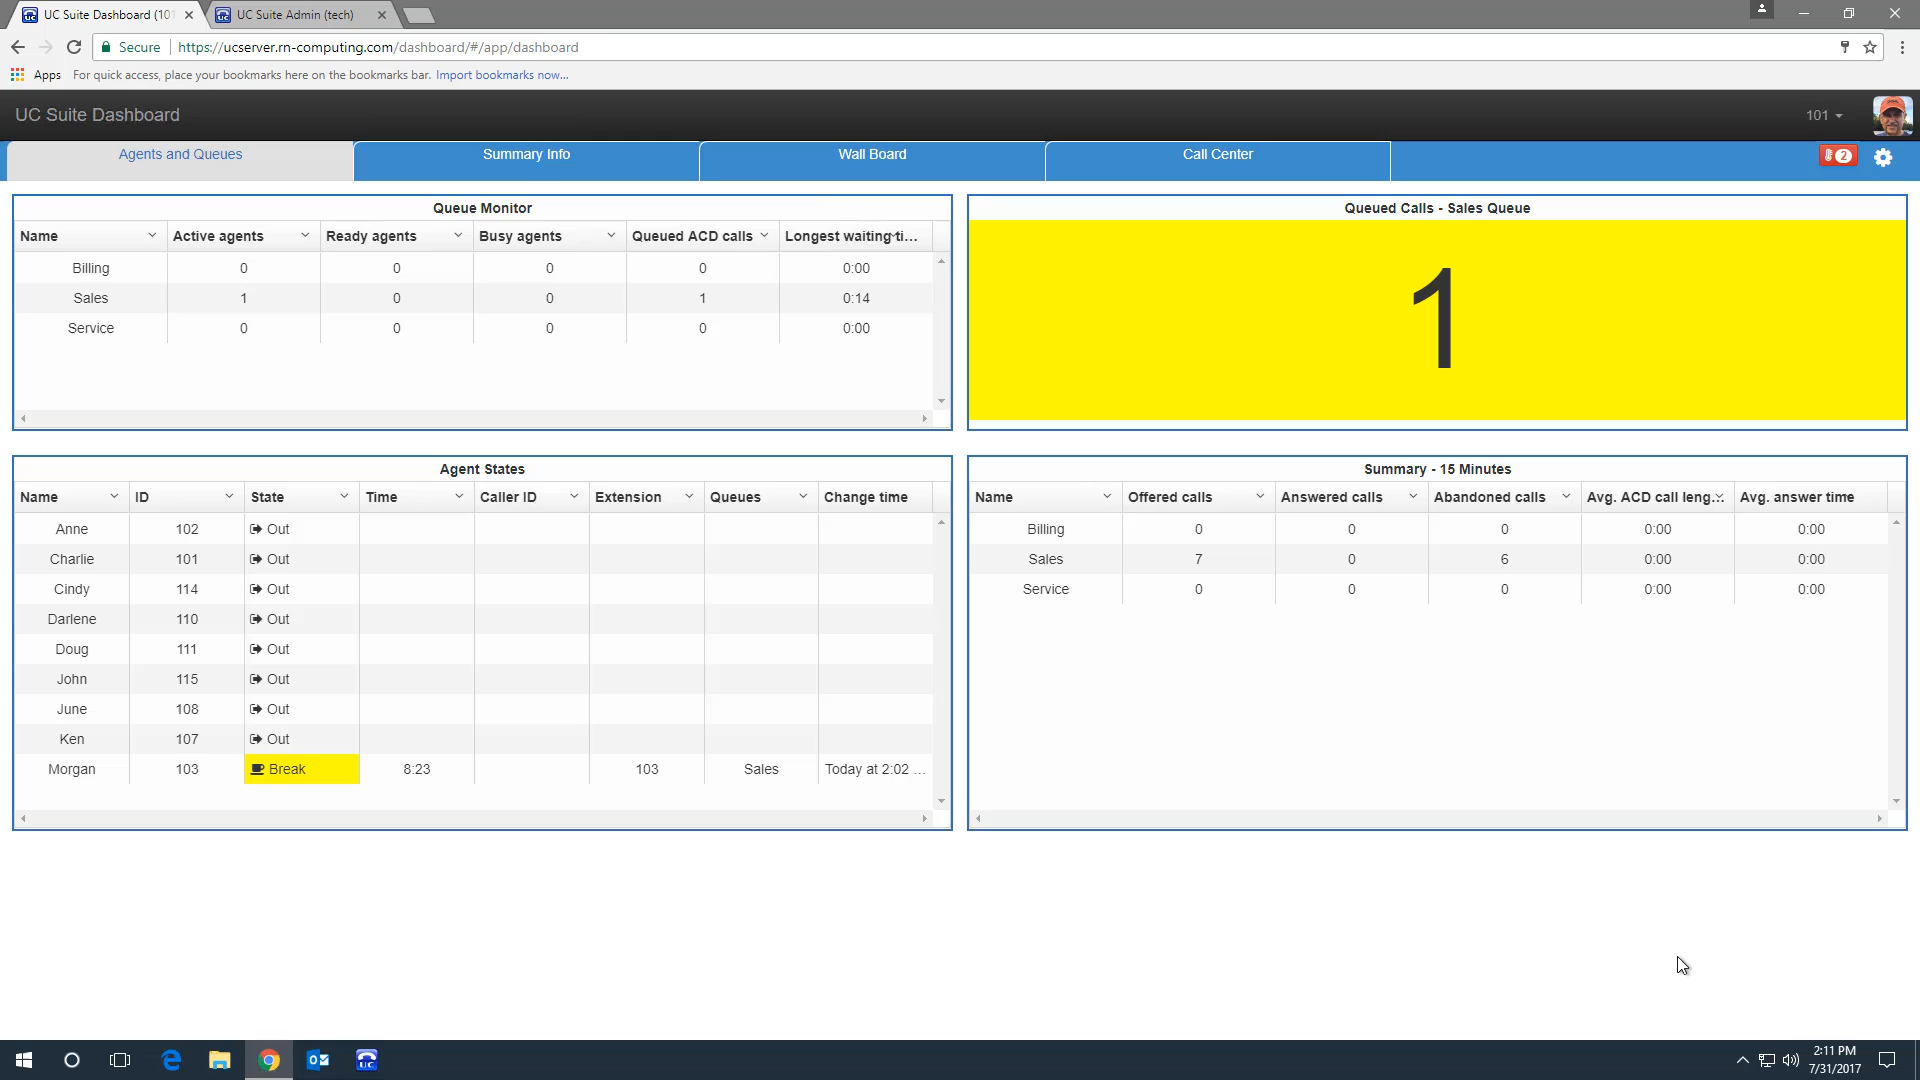 UC Suite Dashboard (101
UC Suite Admin (tech)
Secure
https://ucserver.rn-computing.com/dashboard/#/app/dashboard
Apps
For quick access, place your bookmarks here on the bookmarks bar. Import bookmarks now...
UC Suite Dashboard
101
Agents and Queues
Summary Info
Wall Board
Call Center
2
Queue Monitor
Name Active agents Ready agents Busy agents Queued ACD calls Longest waiting ti...
Billing 0 0 0 0 0:00
Sales 1 0 0 1 0:14
Service 0 0 0 0 0:00
Queued Calls - Sales Queue
1
Agent States
Name ID State Time Caller ID Extension Queues Change time
Anne 102 Out
Charlie 101 Out
Cindy 114 Out
Darlene 110 Out
Doug 111 Out
John 115 Out
June 108 Out
Ken 107 Out
Morgan 103 Break 8:23 103 Sales Today at 2:02 ...
Summary - 15 Minutes
Name Offered calls Answered calls Abandoned calls Avg. ACD call leng... Avg. answer time
Billing 0 0 0 0:00 0:00
Sales 7 0 6 0:00 0:00
Service 0 0 0 0:00 0:00
UC
2:11 PM
7/31/2017